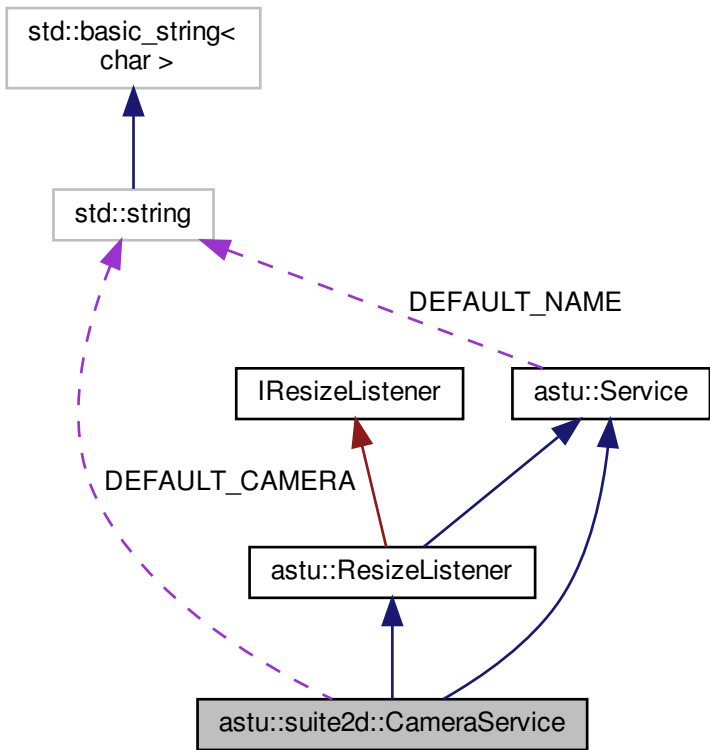 std::basic_string<
char >
std::string
DEFAULT_NAME
IResizeListener
astu::Service
DEFAULT_CAMERA
astu::ResizeListener
astu::suite2d::CameraService